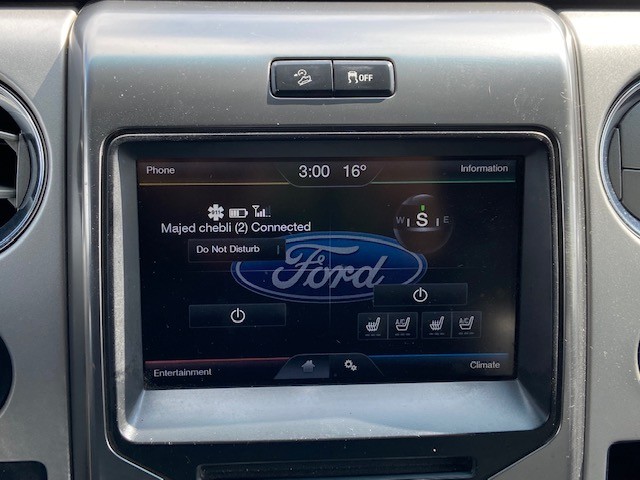 OFF
Phone
3:00 16°
Information
Majed chebli (2) Connected
W S E
Do Not Disturb
Ford
A/C A/C
Entertainment
Climate